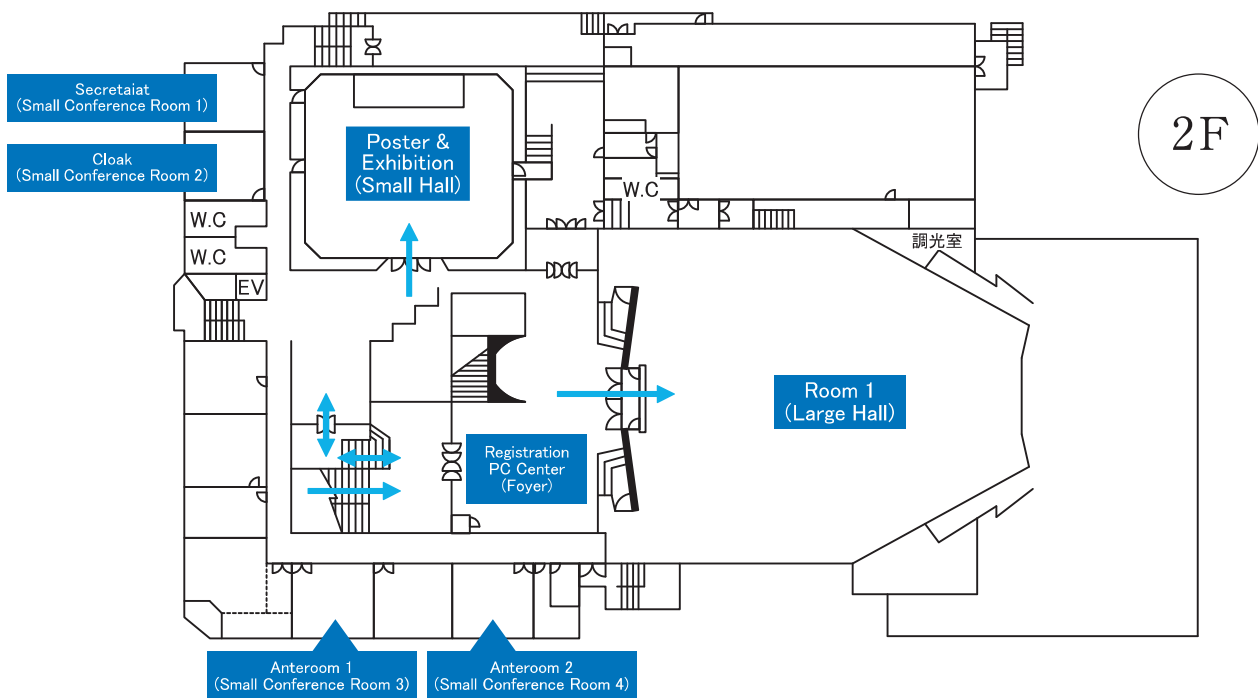 Secretaiat
(Small Conference Room 1)
Cloak
(Small Conference Room 2)
Poster &
Exhibition
(Small Hall)
2F
W.C
W.C
W.C
EV
調光室
Room 1
(Large Hall)
Registration
PC Center
(Foyer)
Anteroom 1
(Small Conference Room 3)
Anteroom 2
(Small Conference Room 4)